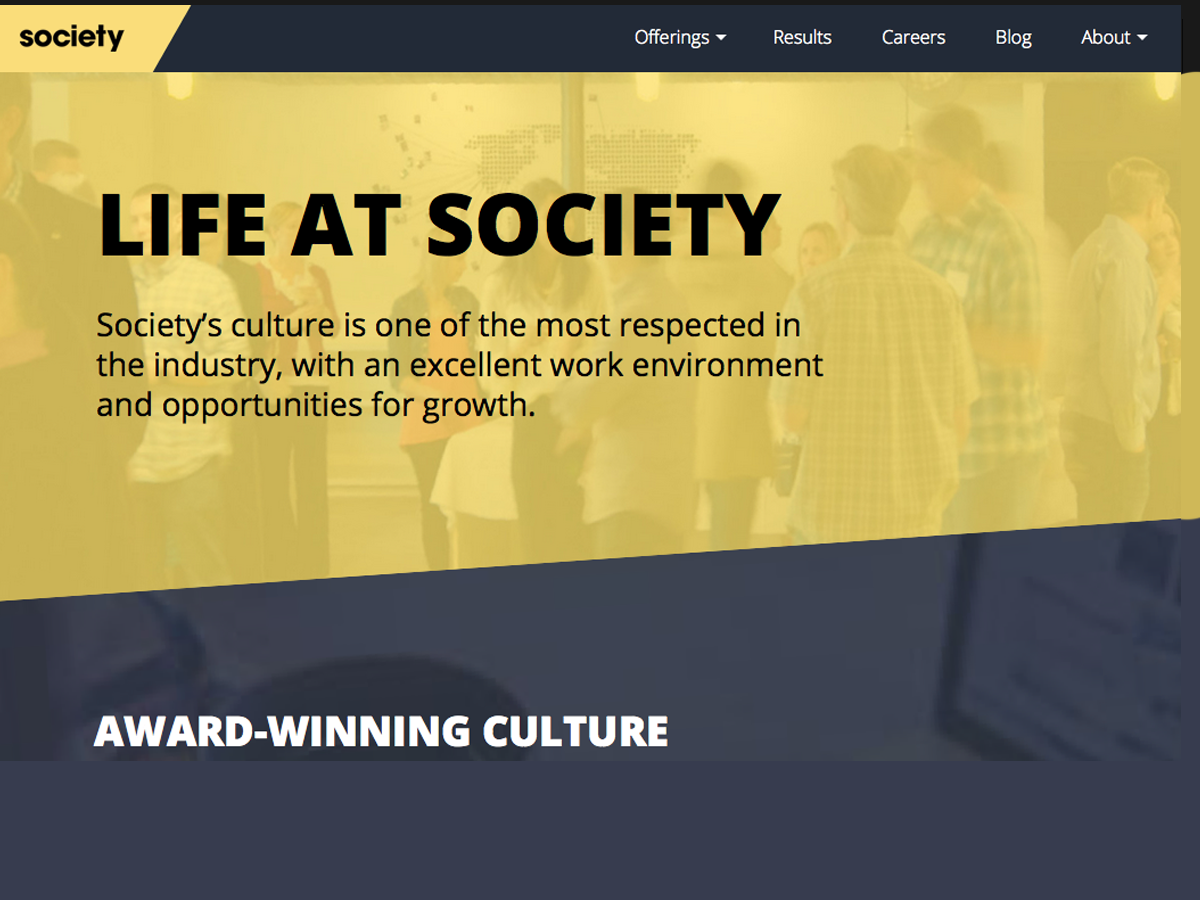 society
Offerings
Results
Careers
Blog
About
LIFE AT SOCIETY
Society’s culture is one of the most respected in
the industry, with an excellent work environment
and opportunities for growth.
AWARD-WINNING CULTURE